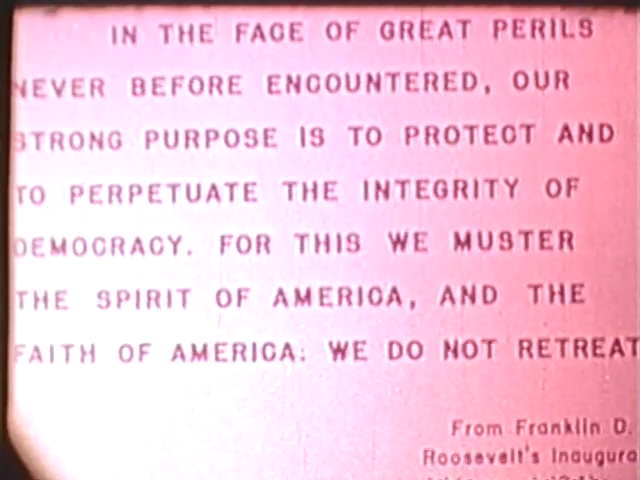 IN THE FACE OF GREAT PERILS
NEVER BEFORE ENCOUNTERED, OUR
STRONG PURPOSE IS TO PROTECT AND
TO PERPETUATE THE INTEGRITY OF
DEMOCRACY. FOR THIS WE MUSTER
THE SPIRIT OF AMERICA, AND THE
FAITH OF AMERICA: WE DO NOT RETREAT
From Franklin D.
Roosevelt's Inaugura